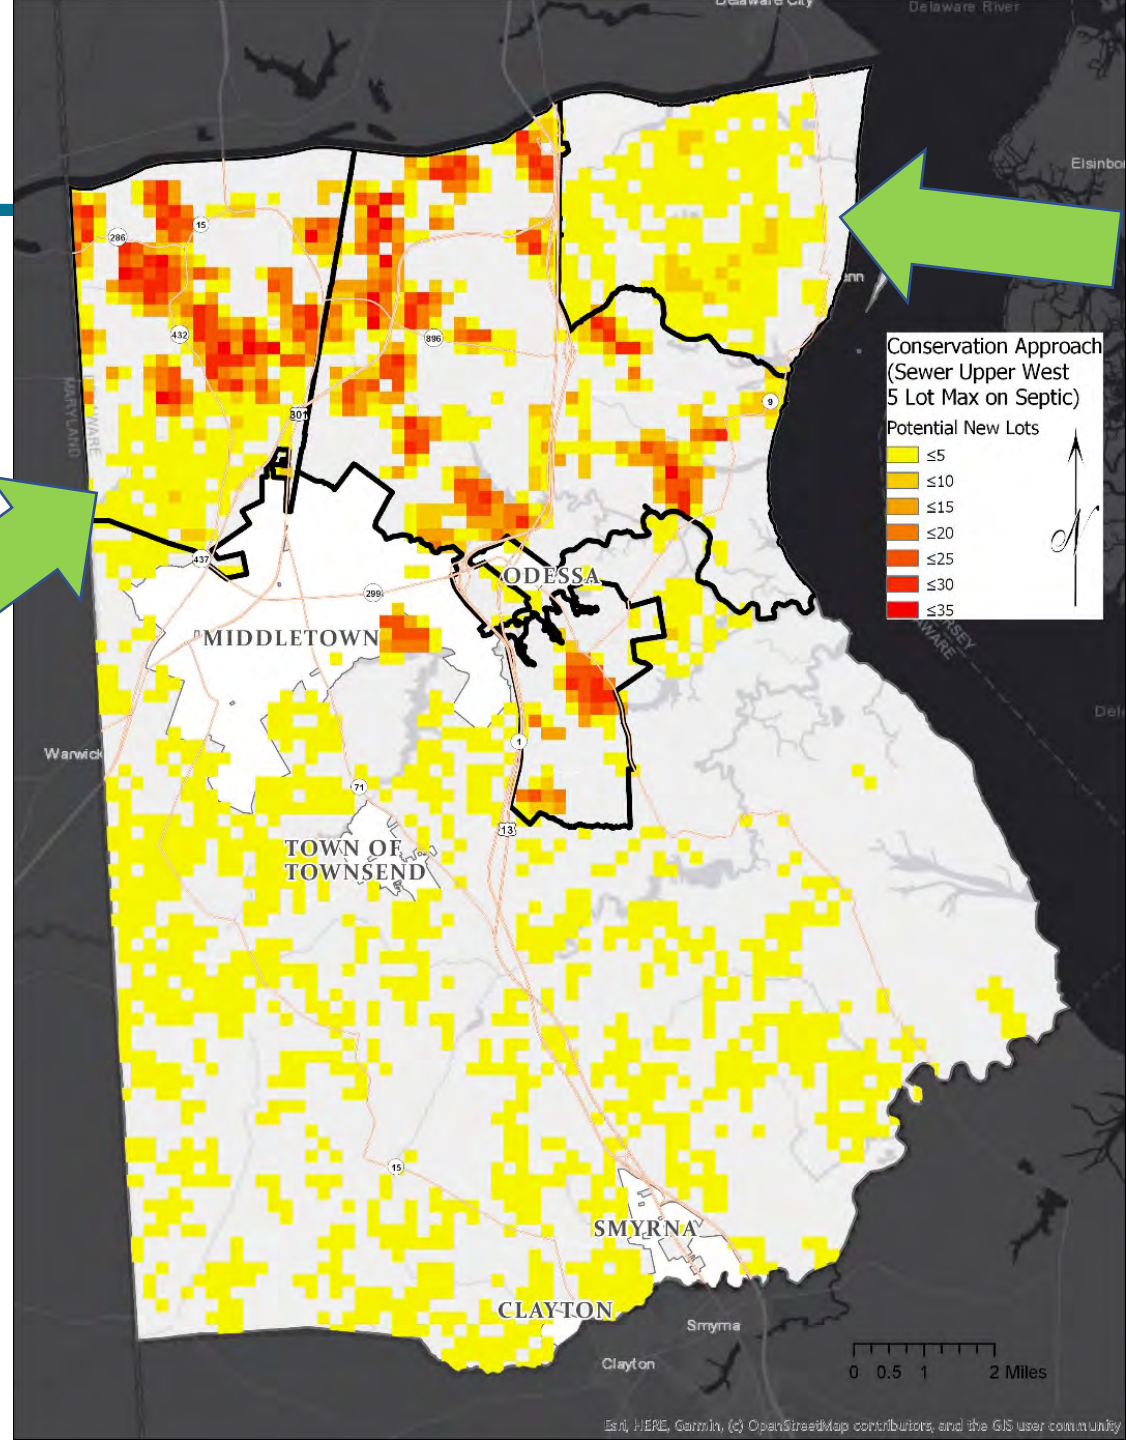 Delaware City
Delaware River
Elsinbo
286
15
432
896
301
9
MARYLAND
DELAWARE
Conservation Approach
(Sewer Upper West
5 Lot Max on Septic)
Potential New Lots
≤5
≤10
≤15
≤20
≤25
≤30
≤35
N
437
299
ODESSA
MIDDLETOWN
Warwick
1
71
13
TOWN OF
TOWNSEND
15
SMYRNA
CLAYTON
Smyrna
Clayton
0 0.5 1 2 Miles
Esri, HERE, Garmin, (c) OpenStreetMap contributors, and the GIS user community